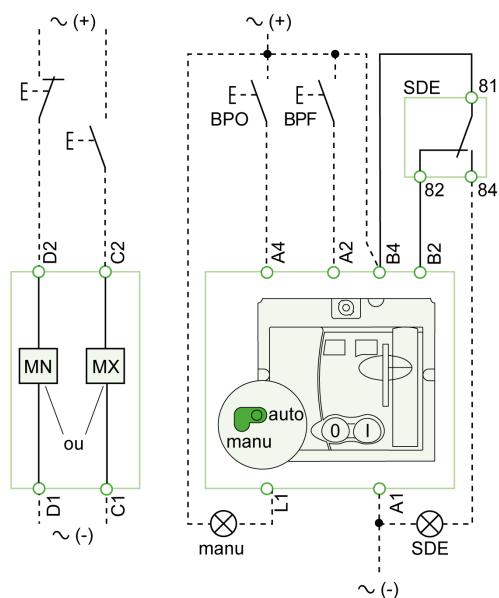 ∼ (+)
∼ (+)
SDE
81
BPO
BPF
82
84
D2
C2
A4
A2
B4
B2
MN
MX
ou
auto
manu
0
I
D1
C1
L1
A1
∼ (-)
manu
SDE
∼ (-)